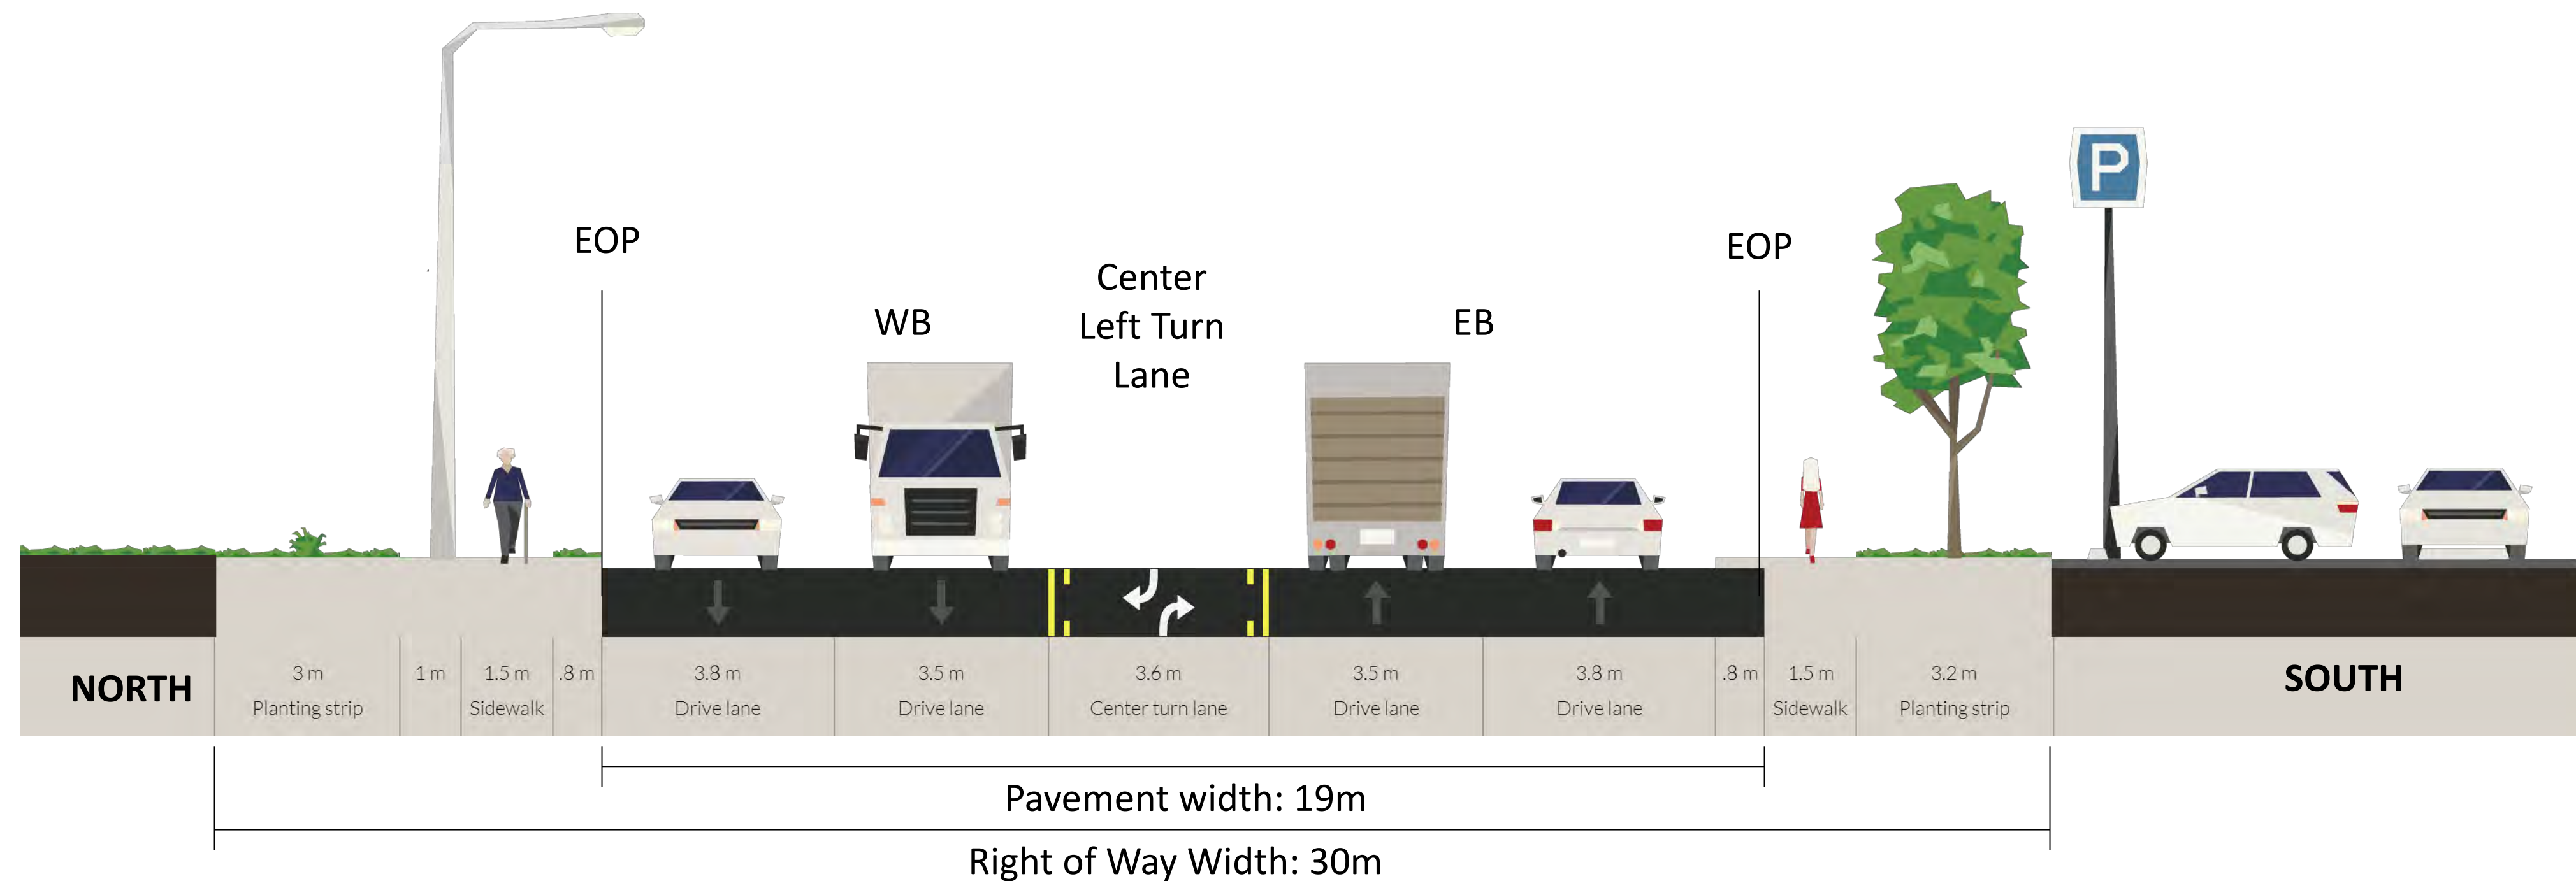 P
EOP
EOP
WB
Center
Left Turn
Lane
EB
NORTH
3 m
Planting strip
1 m
1.5 m
Sidewalk
.8 m
3.8 m
Drive lane
3.5 m
Drive lane
3.6 m
Center turn lane
3.5 m
Drive lane
3.8 m
Drive lane
.8 m
1.5 m
Sidewalk
3.2 m
Planting strip
SOUTH
Pavement width: 19m
Right of Way Width: 30m